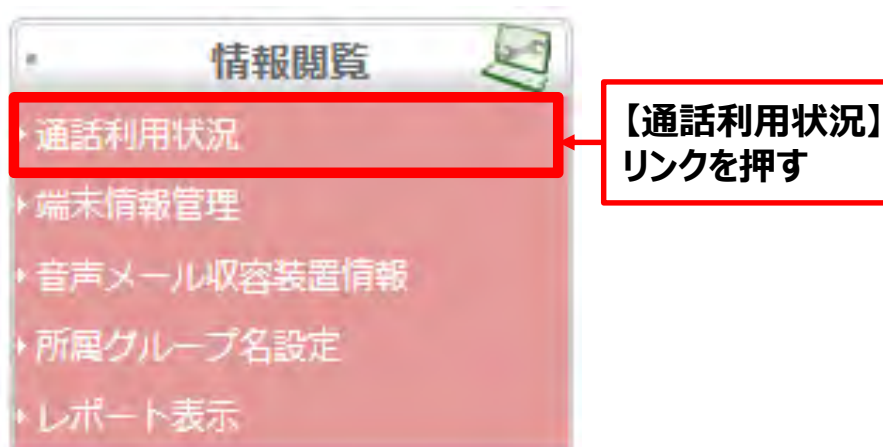 情報閲覧
通話利用状況
【通話利用状況】
リンクを押す
端末情報管理
音声メール収容装置情報
所属グループ名設定
レポート表示